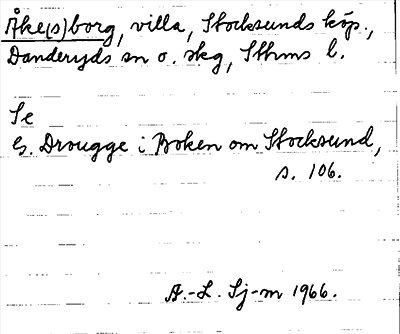 Åke(s)borg, villa, Stocksunds köp.,
Danderyds sn o. skg, Sthms l.
Se
G. Drougge i Boken om Stocksund,
s. 106.
A.-L. Sj-m 1966.